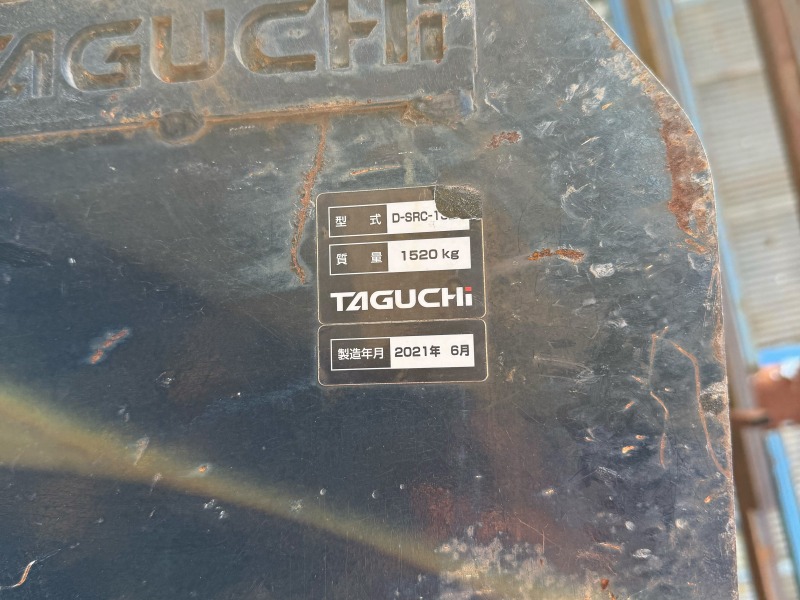 TAGUCHi
型 式 D-SRC-1
質 量 1520 kg
TAGUCHi
製造年月 2021年 6月